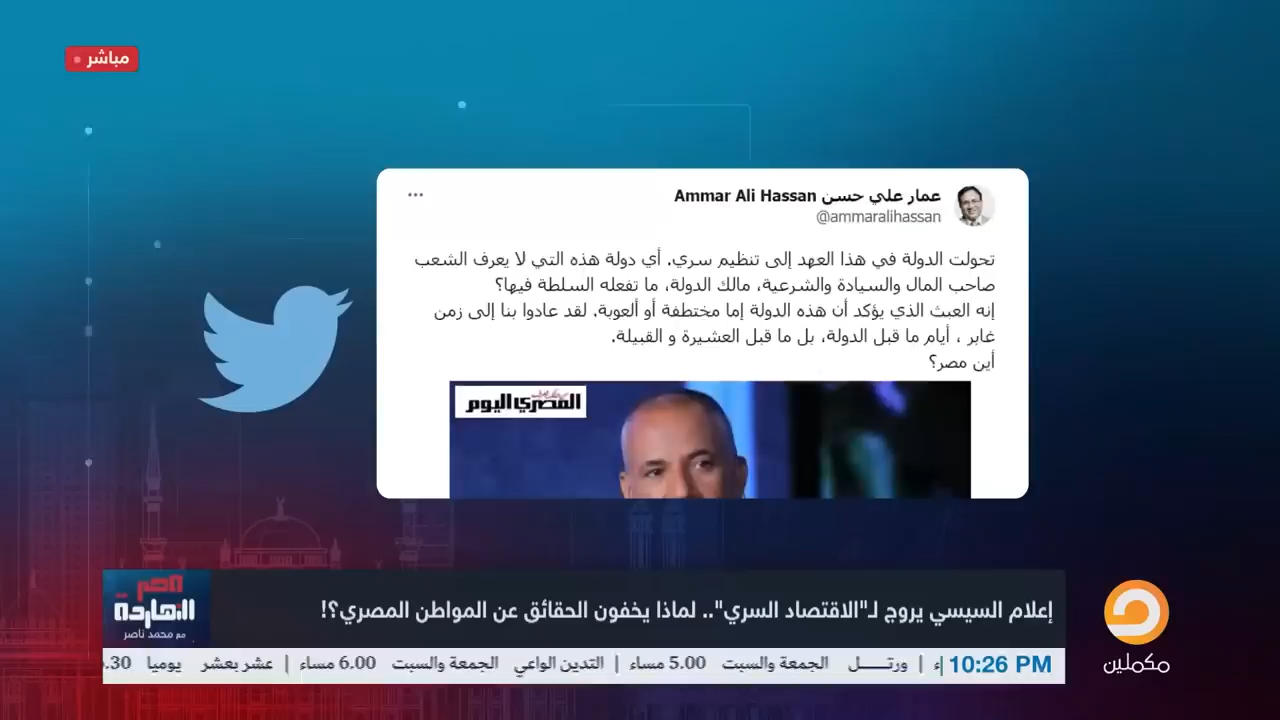 مباشر
عمار علي حسن Ammar Ali Hassan
@ammaralihassan
تحولت الدولة في هذا العهد إلى تنظيم سري. أي دولة هذه التي لا يعرف الشعب
صاحب المال والسيادة والشرعية، مالك الدولة، ما تفعله السلطة فيها؟
إنه العبث الذي يؤكد أن هذه الدولة إما مختطفة أو ألعوبة. لقد عادوا بنا إلى زمن
غابر ، أيام ما قبل الدولة، بل ما قبل العشيرة و القبيلة.
أين مصر؟
المصري اليوم
مصر
النهاردة
مع محمد ناصر
إعلام السيسي يروج لـ"الاقتصاد السري".. لماذا يخفون الحقائق عن المواطن المصري؟!
10:26 PM
ء | ورتـــــل الجمعة والسبت 5.00 مساء | التدين الواعي الجمعة والسبت 6.00 مساء | عشر بعشر يوميا 30.
مكملين